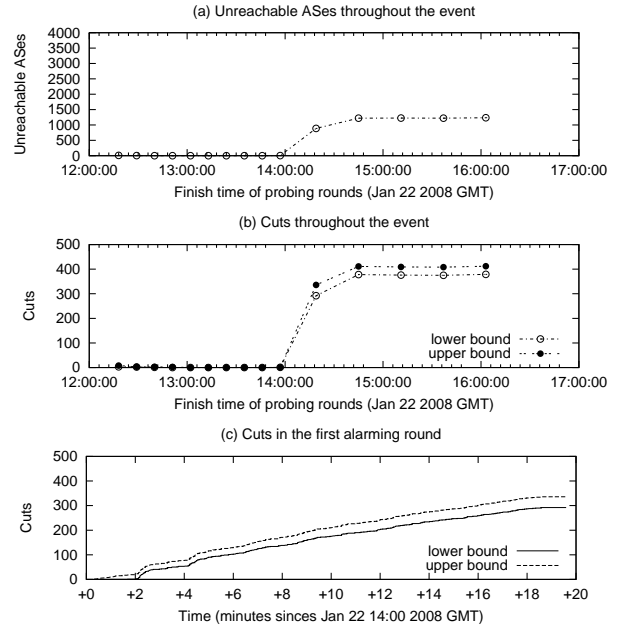 (a) Unreachable ASes throughout the event
Unreachable ASes
4000
3500
3000
2500
2000
1500
1000
500
0
12:00:00 13:00:00 14:00:00 15:00:00 16:00:00 17:00:00
Finish time of probing rounds (Jan 22 2008 GMT)
(b) Cuts throughout the event
Cuts
500
400
300
200
100
0
lower bound
upper bound
12:00:00 13:00:00 14:00:00 15:00:00 16:00:00 17:00:00
Finish time of probing rounds (Jan 22 2008 GMT)
(c) Cuts in the first alarming round
Cuts
500
400
300
200
100
0
lower bound
upper bound
+0 +2 +4 +6 +8 +10 +12 +14 +16 +18 +20
Time (minutes sinces Jan 22 14:00 2008 GMT)